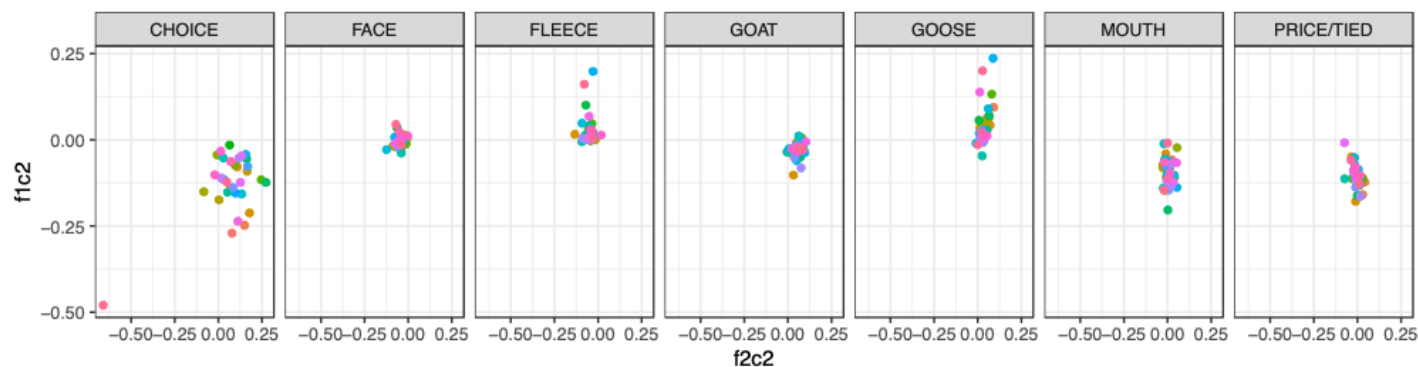 CHOICE FACE FLEECE GOAT GOOSE MOUTH PRICE/TIED
0.25
0.00
−0.25
−0.50
f1c2
−0.50 −0.25 0.00 0.25 −0.50 −0.25 0.00 0.25 −0.50 −0.25 0.00 0.25 −0.50 −0.25 0.00 0.25 −0.50 −0.25 0.00 0.25 −0.50 −0.25 0.00 0.25 −0.50 −0.25 0.00 0.25
f2c2